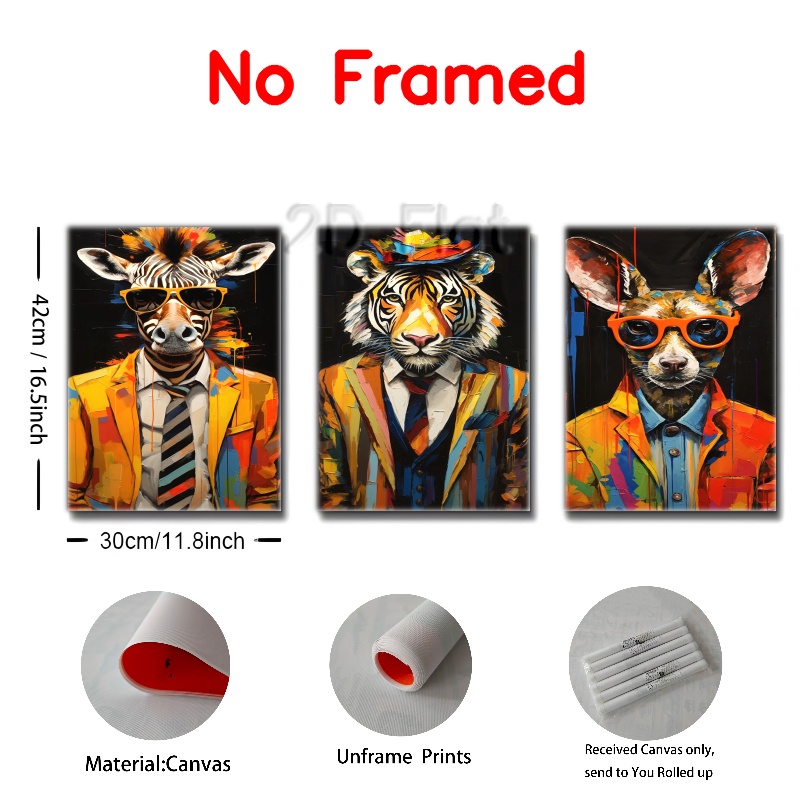 No Framed
2D Flat
42cm / 16.5inch
30cm/11.8inch
Material:Canvas
Unframe Prints
Received Canvas only,
send to You Rolled up